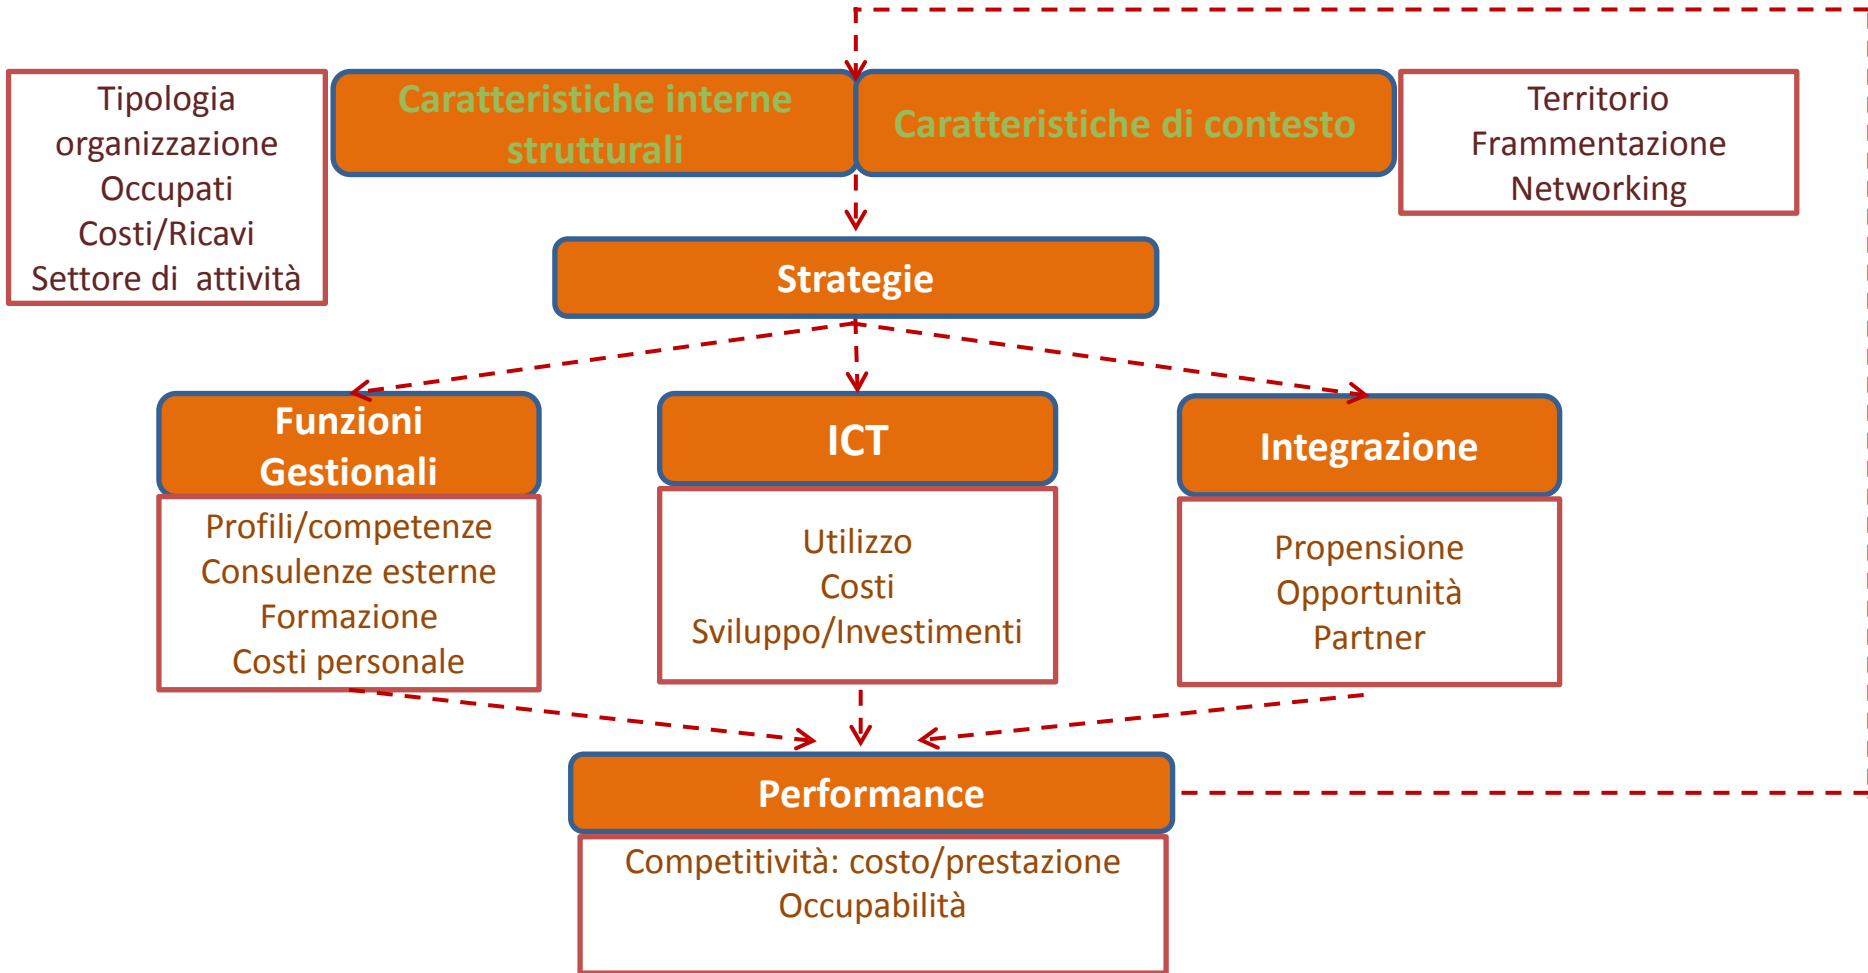 Tipologia
organizzazione
Occupati
Costi/Ricavi
Settore di attività
Caratteristiche interne
strutturali
Caratteristiche di contesto
Territorio
Frammentazione
Networking
Strategie
Funzioni
Gestionali
Profili/competenze
Consulenze esterne
Formazione
Costi personale
ICT
Utilizzo
Costi
Sviluppo/Investimenti
Integrazione
Propensione
Opportunità
Partner
Performance
Competitività: costo/prestazione
Occupabilità